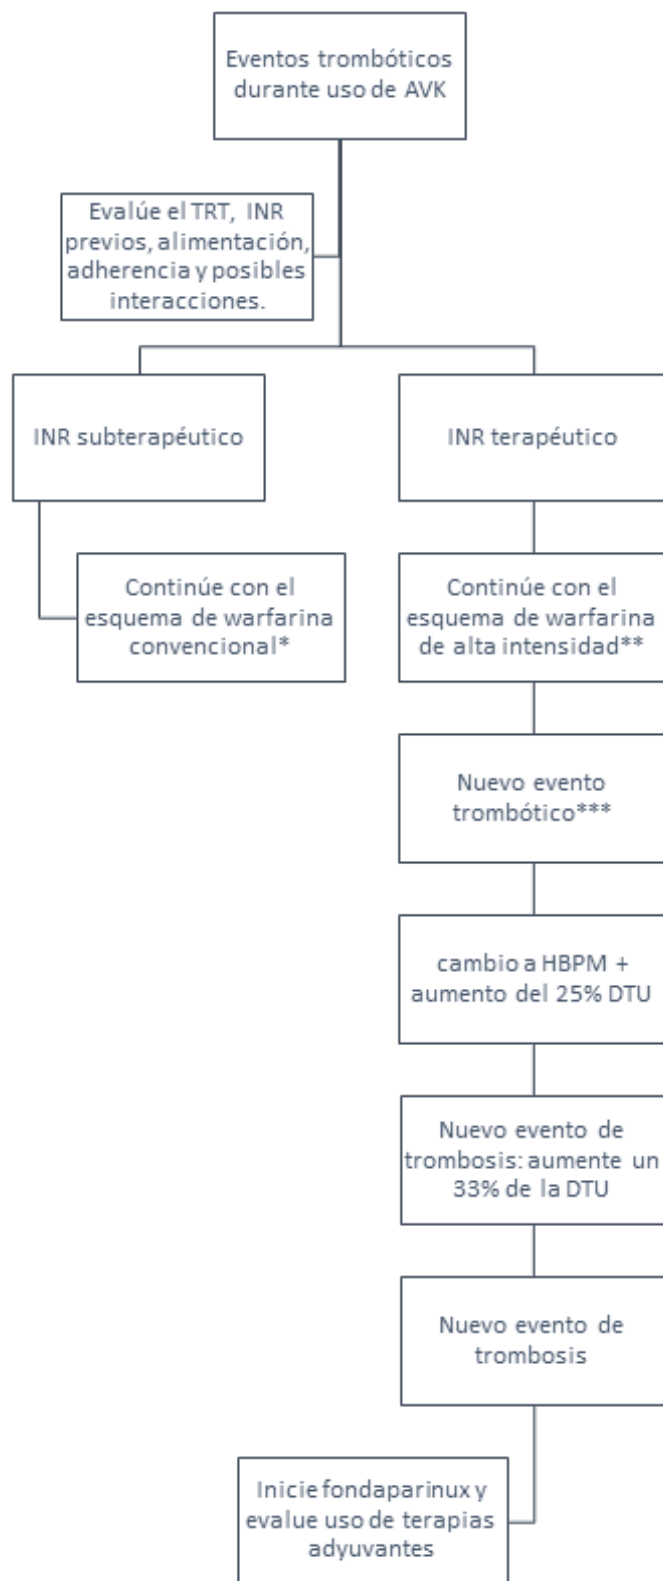 Eventos trombóticos
durante uso de AVK
Evalúe el TRT, INR
previos, alimentación,
adherencia y posibles
interacciones.
INR subterapéutico
INR terapéutico
Continúe con el
esquema de warfarina
convencional*
Continúe con el
esquema de warfarina
de alta intensidad**
Nuevo evento
trombótico***
cambio a HBPM +
aumento del 25% DTU
Nuevo evento de
trombosis: aumente un
33% de la DTU
Nuevo evento de
trombosis
Inicie fondaparinux y
evalue uso de terapias
adyuvantes